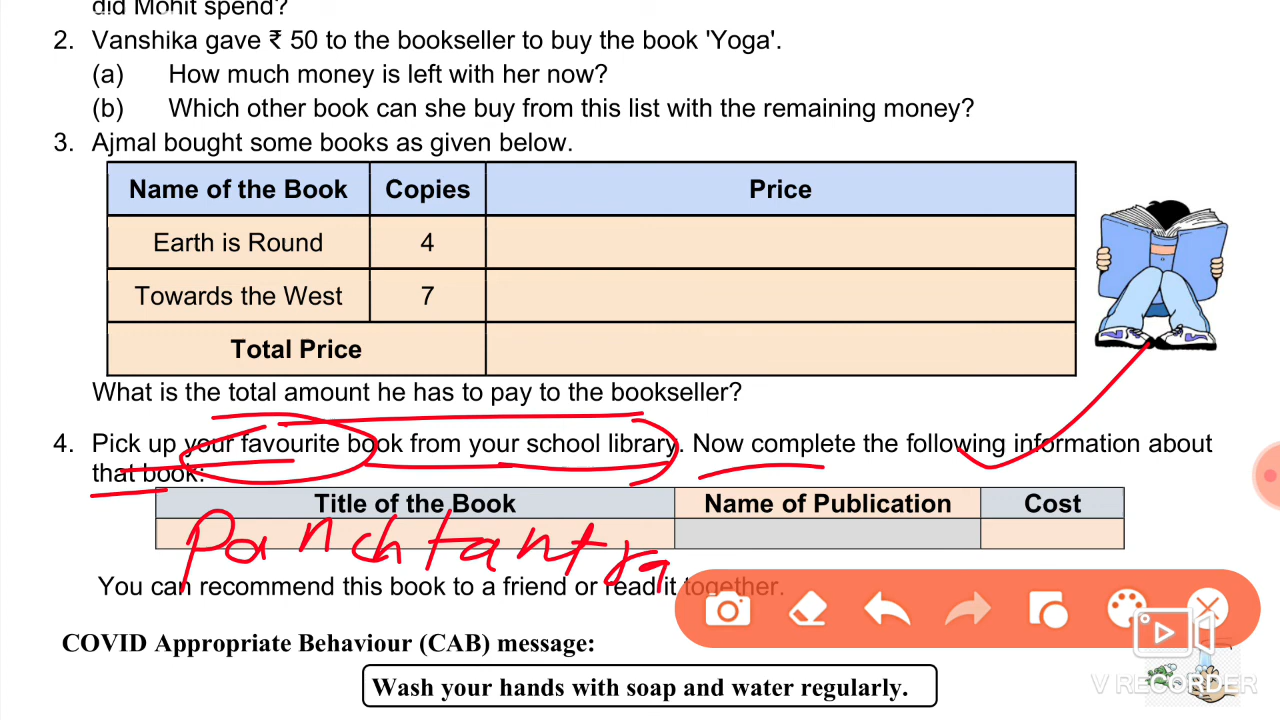 did Mohit spend?
2. Vanshika gave ₹ 50 to the bookseller to buy the book 'Yoga'.
(a) How much money is left with her now?
(b) Which other book can she buy from this list with the remaining money?
3. Ajmal bought some books as given below.
Name of the Book Copies Price
Earth is Round 4
Towards the West 7
Total Price
What is the total amount he has to pay to the bookseller?
4. Pick up your favourite book from your school library. Now complete the following information about
that book:
Title of the Book Name of Publication Cost
Panchtantra
You can recommend this book to a friend or read it together.
COVID Appropriate Behaviour (CAB) message:
Wash your hands with soap and water regularly.
V RECORDER